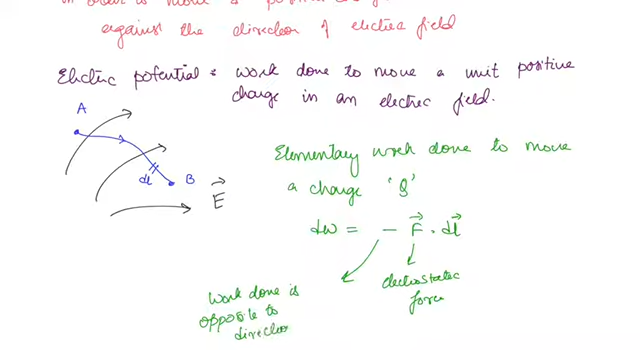 against the direction of electric field
Electric potential : work done to move a unit positive
charge in an electric field.
A
dl
B
E
Elementary work done to move
a charge 'Q'
dw = - F . dl
electrostatic
force
work done is
opposite to